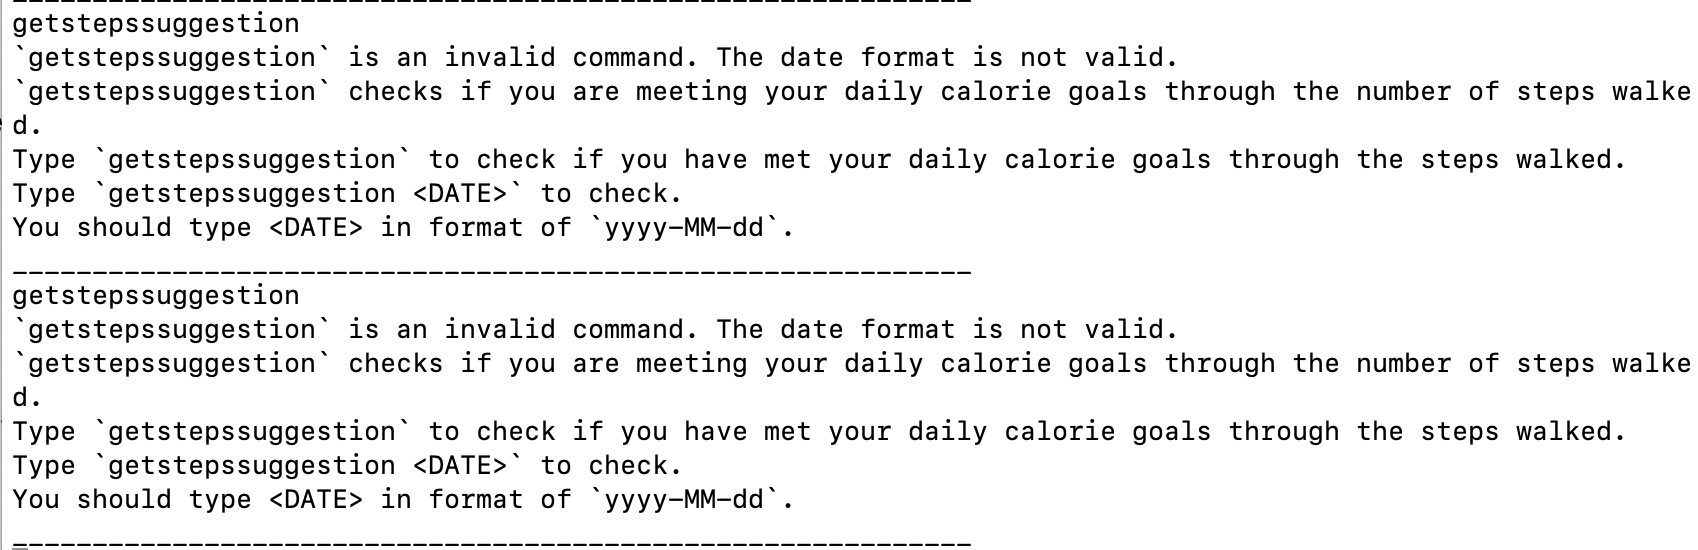 getstepssuggestion
`getstepssuggestion` is an invalid command. The date format is not valid.
`getstepssuggestion` checks if you are meeting your daily calorie goals through the number of steps walke
d.
Type `getstepssuggestion` to check if you have met your daily calorie goals through the steps walked.
Type `getstepssuggestion <DATE>` to check.
You should type <DATE> in format of `yyyy-MM-dd`.
____________________________________________________________
getstepssuggestion
`getstepssuggestion` is an invalid command. The date format is not valid.
`getstepssuggestion` checks if you are meeting your daily calorie goals through the number of steps walke
d.
Type `getstepssuggestion` to check if you have met your daily calorie goals through the steps walked.
Type `getstepssuggestion <DATE>` to check.
You should type <DATE> in format of `yyyy-MM-dd`.
____________________________________________________________